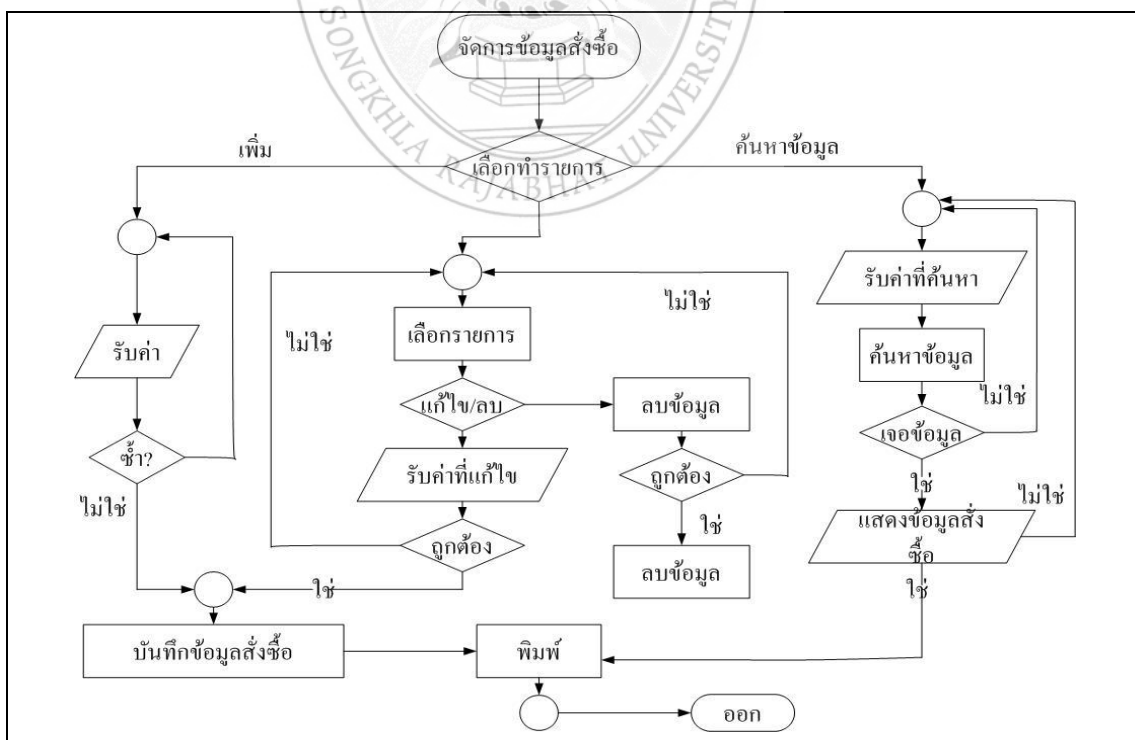 จัดการข้อมูลสั่งซื้อ
SONGKHLA RAJABHAT UNIVERSITY
เลือกทำรายการ
เพิ่ม
ค้นหาข้อมูล
รับค่า
ซ้ำ?
ไม่ใช่
ไม่ใช่
เลือกรายการ
แก้ไข/ลบ
รับค่าที่แก้ไข
ถูกต้อง
ใช่
ไม่ใช่
ลบข้อมูล
ถูกต้อง
ใช่
ลบข้อมูล
รับค่าที่ค้นหา
ค้นหาข้อมูล
ไม่ใช่
เจอข้อมูล
ใช่
ไม่ใช่
แสดงข้อมูลสั่ง
ซื้อ
ใช่
บันทึกข้อมูลสั่งซื้อ
พิมพ์
ออก